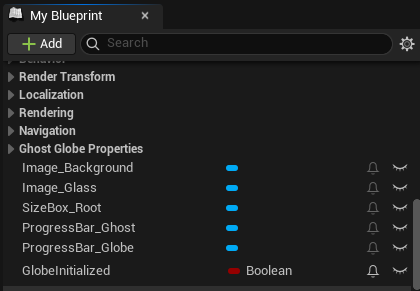 My Blueprint
Add
Search
Behavior
Render Transform
Localization
Rendering
Navigation
Ghost Globe Properties
Image_Background
Image_Glass
SizeBox_Root
ProgressBar_Ghost
ProgressBar_Globe
GlobeInitialized Boolean